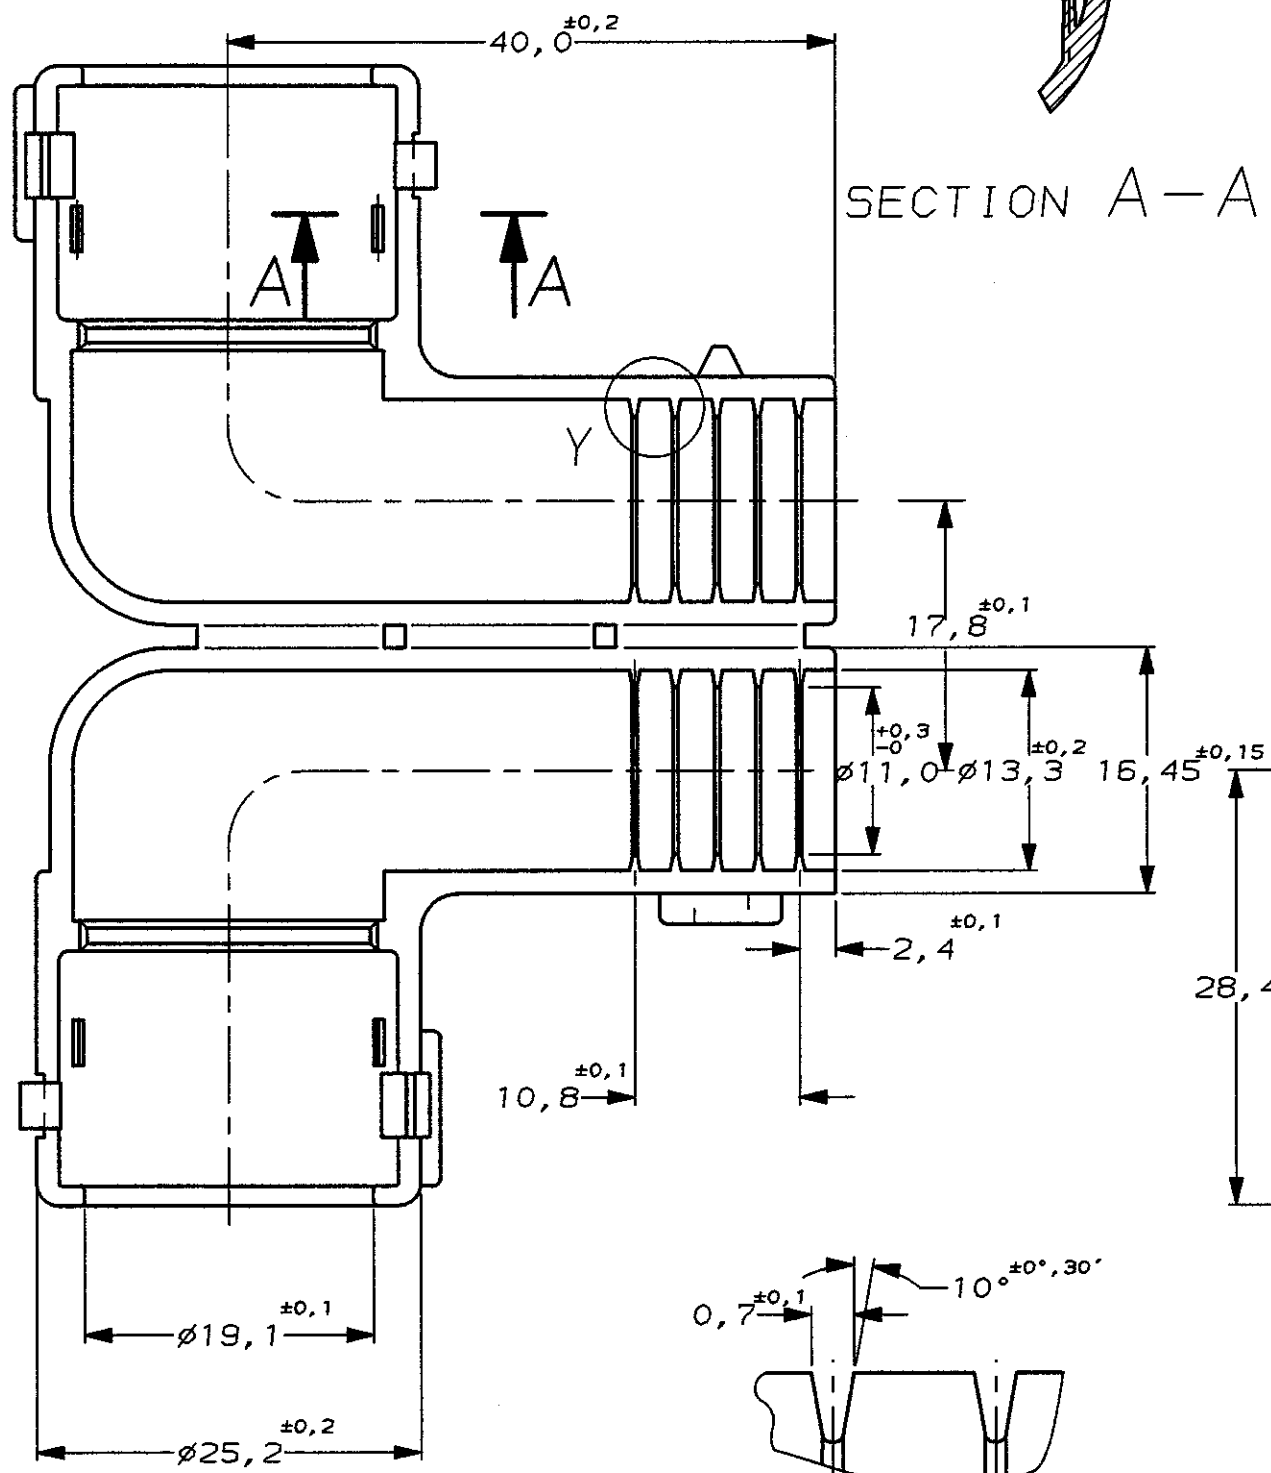 40,0 ±0,2
SECTION A-A
A
A
Y
17,8 ±0,1
ø11,0 +0,3 -0
ø13,3 ±0,2
16,45 ±0,15
2,4 ±0,1
28,4
10,8 ±0,1
10° ±0°,30′
0,7 ±0,1
ø19,1 ±0,1
ø25,2 ±0,2